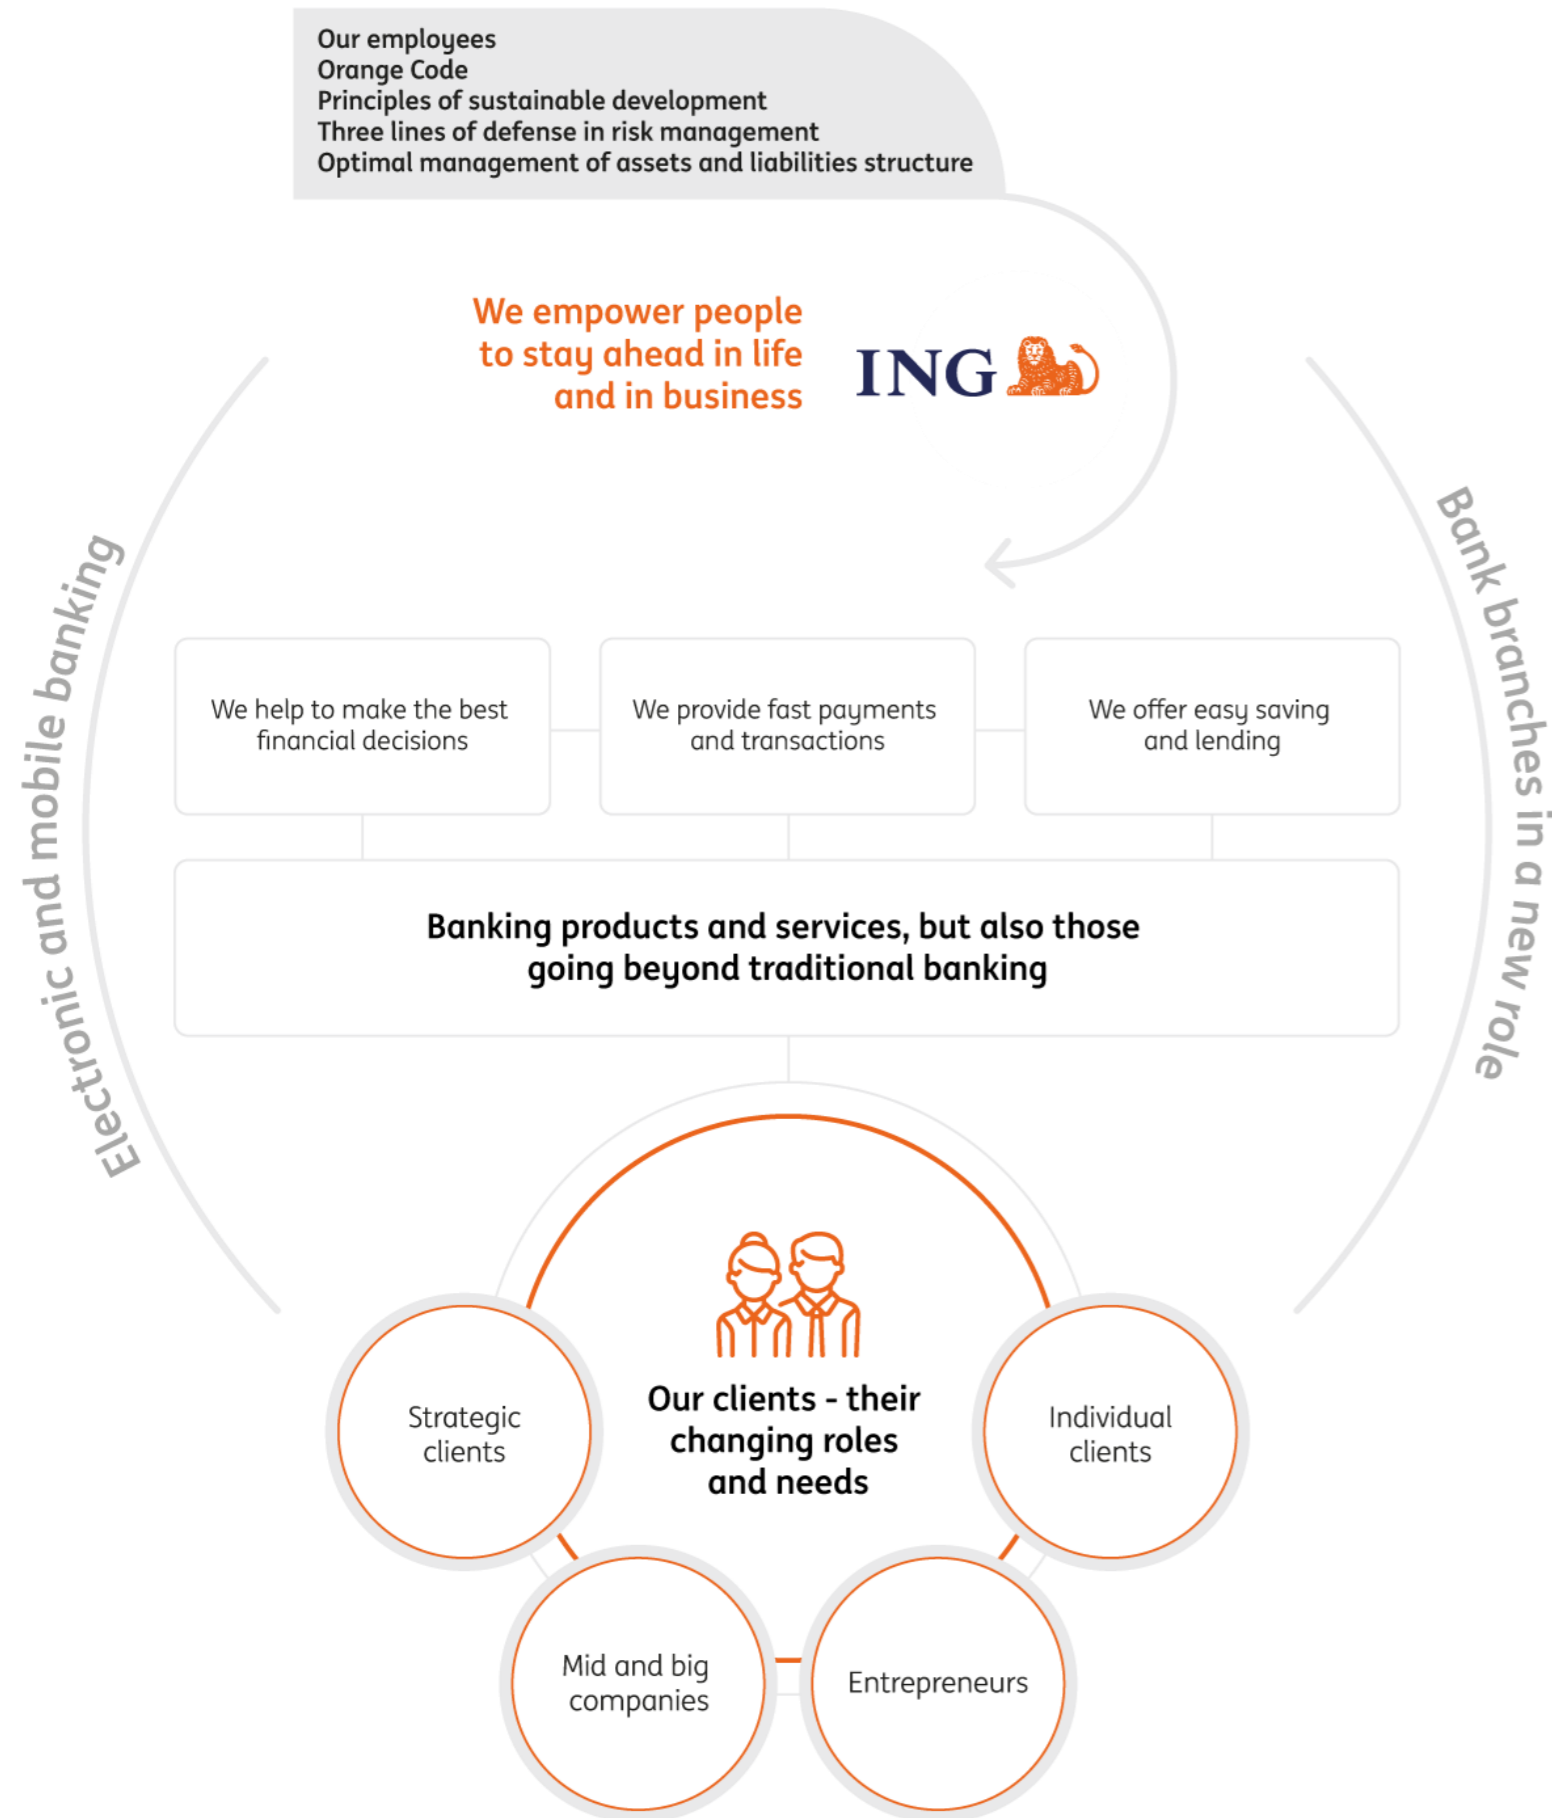 Our employees
Orange Code
Principles of sustainable development
Three lines of defense in risk management
Optimal management of assets and liabilities structure
We empower people
to stay ahead in life
and in business
ING
Electronic and mobile banking
Bank branches in a new role
We help to make the best
financial decisions
We provide fast payments
and transactions
We offer easy saving
and lending
Banking products and services, but also those
going beyond traditional banking
Our clients - their
changing roles
and needs
Strategic
clients
Individual
clients
Mid and big
companies
Entrepreneurs